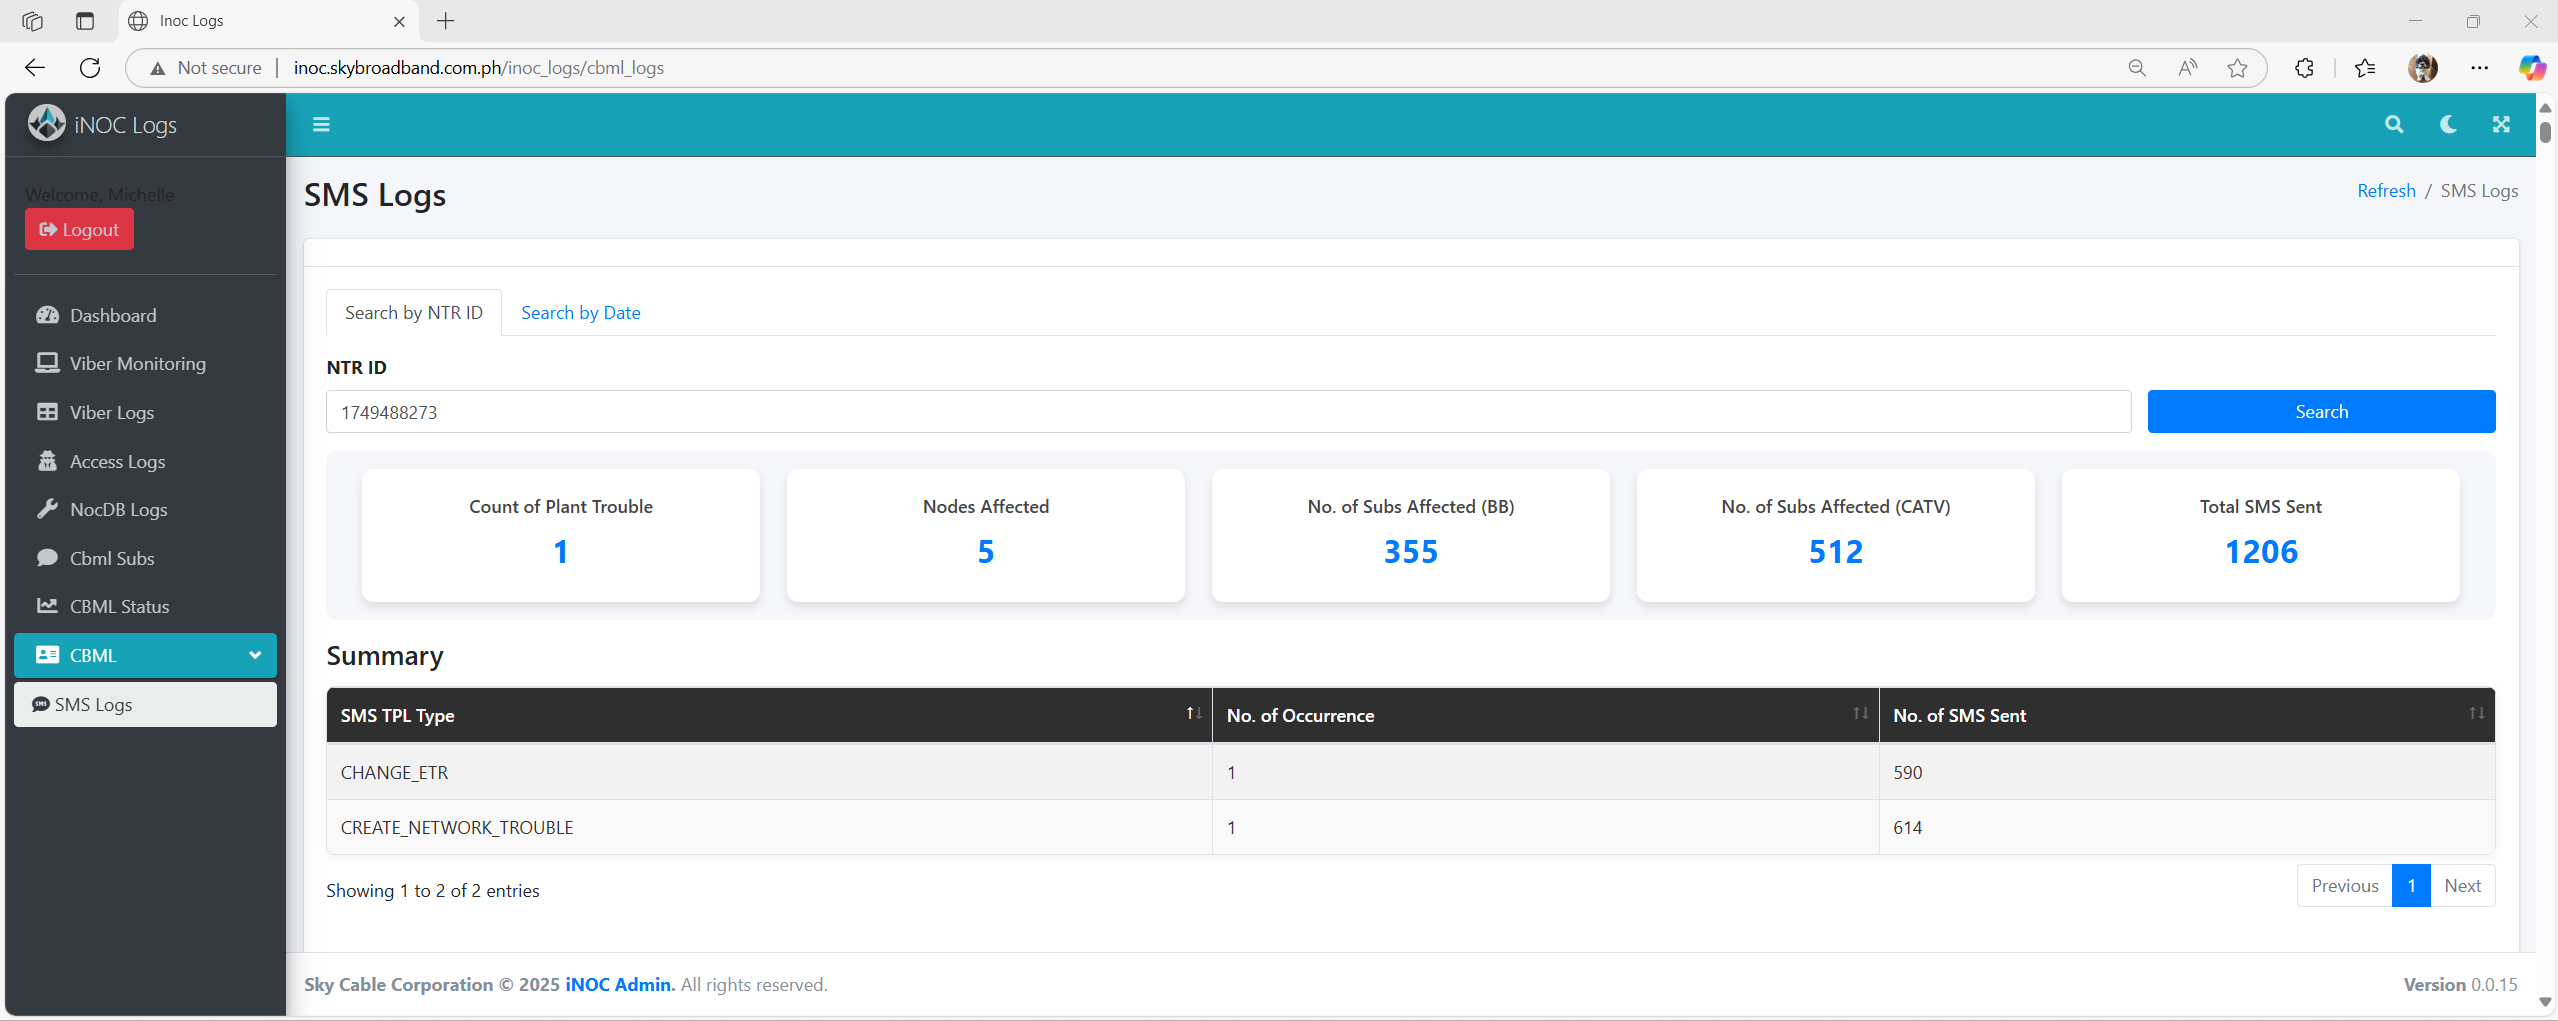 Inoc Logs
Not secure
inoc.skybroadband.com.ph/inoc_logs/cbml_logs
iNOC Logs
Welcome, Michelle
Logout
Dashboard
Viber Monitoring
Viber Logs
Access Logs
NocDB Logs
Cbml Subs
CBML Status
CBML
SMS
SMS Logs
SMS Logs
Refresh / SMS Logs
Search by NTR ID
Search by Date
NTR ID
1749488273
Search
Count of Plant Trouble
1
Nodes Affected
5
No. of Subs Affected (BB)
355
No. of Subs Affected (CATV)
512
Total SMS Sent
1206
Summary
SMS TPL Type No. of Occurrence No. of SMS Sent
CHANGE_ETR 1 590
CREATE_NETWORK_TROUBLE 1 614
Showing 1 to 2 of 2 entries
Previous 1 Next
Sky Cable Corporation © 2025 iNOC Admin. All rights reserved.
Version 0.0.15